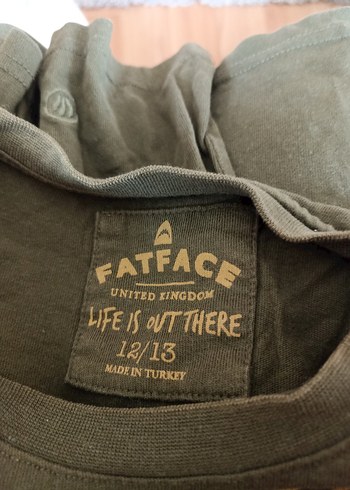 FATFACE
UNITED KINGDOM
LIFE IS OUT THERE
12/13
MADE IN TURKEY